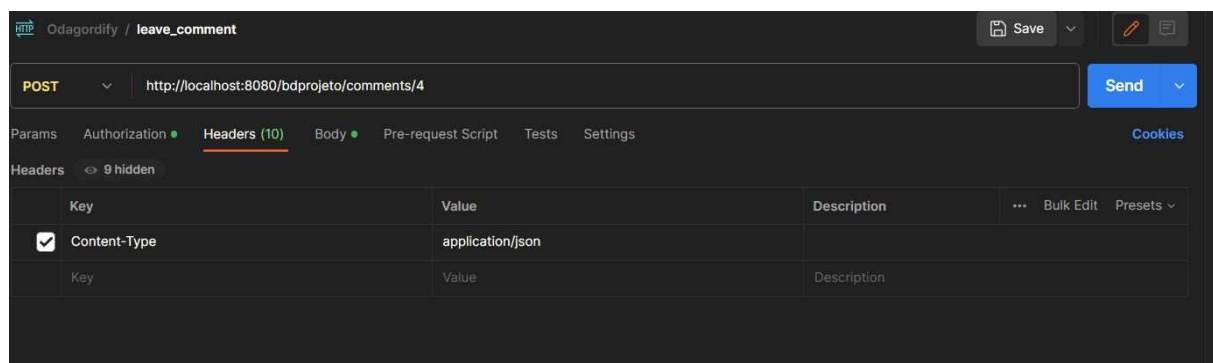 HTTP Odagordify / leave_comment Save
POST http://localhost:8080/bdprojeto/comments/4 Send
Params Authorization Headers (10) Body Pre-request Script Tests Settings Cookies
Headers 9 hidden
Key Value Description ••• Bulk Edit Presets
Content-Type application/json
Key Value Description